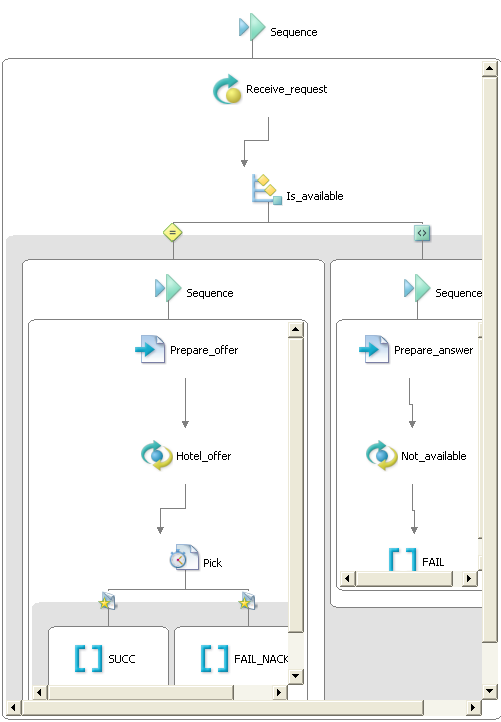 Sequence
Receive_request
Is_available
=
<>
Sequence
Sequence
Prepare_offer
Prepare_answer
Hotel_offer
Not_available
Pick
FAIL
SUCC
FAIL_NACK